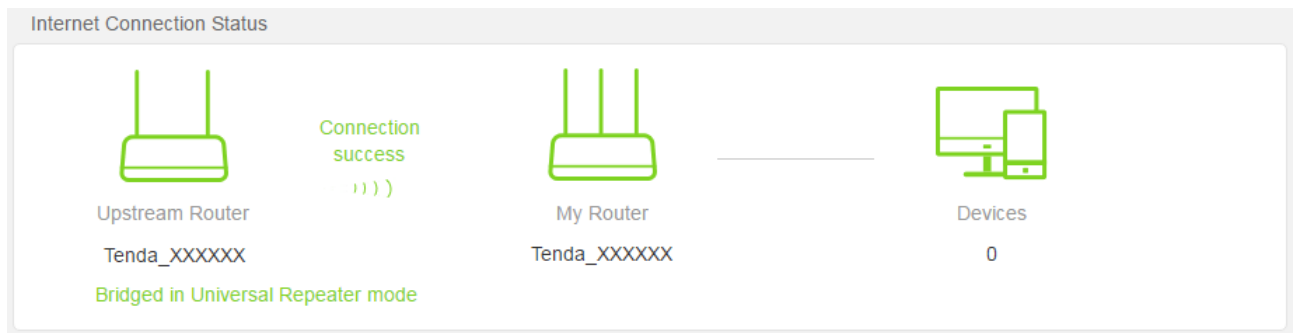 Internet Connection Status
Connection
success
Upstream Router
My Router
Devices
Tenda_XXXXXX
Tenda_XXXXXX
0
Bridged in Universal Repeater mode